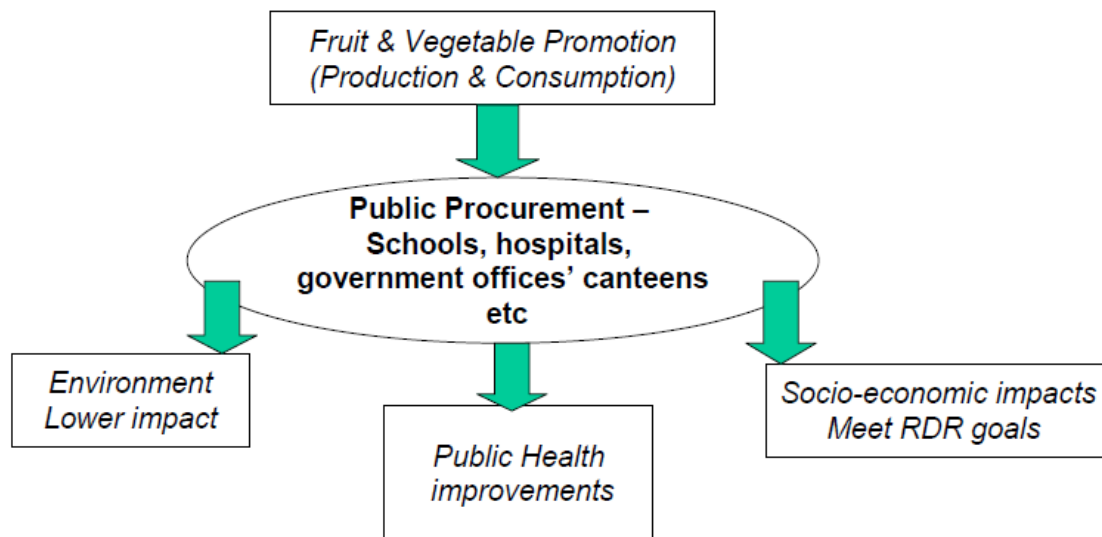 Fruit & Vegetable Promotion
(Production & Consumption)
Public Procurement –
Schools, hospitals,
government offices’ canteens
etc
Environment
Lower impact
Public Health
improvements
Socio-economic impacts
Meet RDR goals